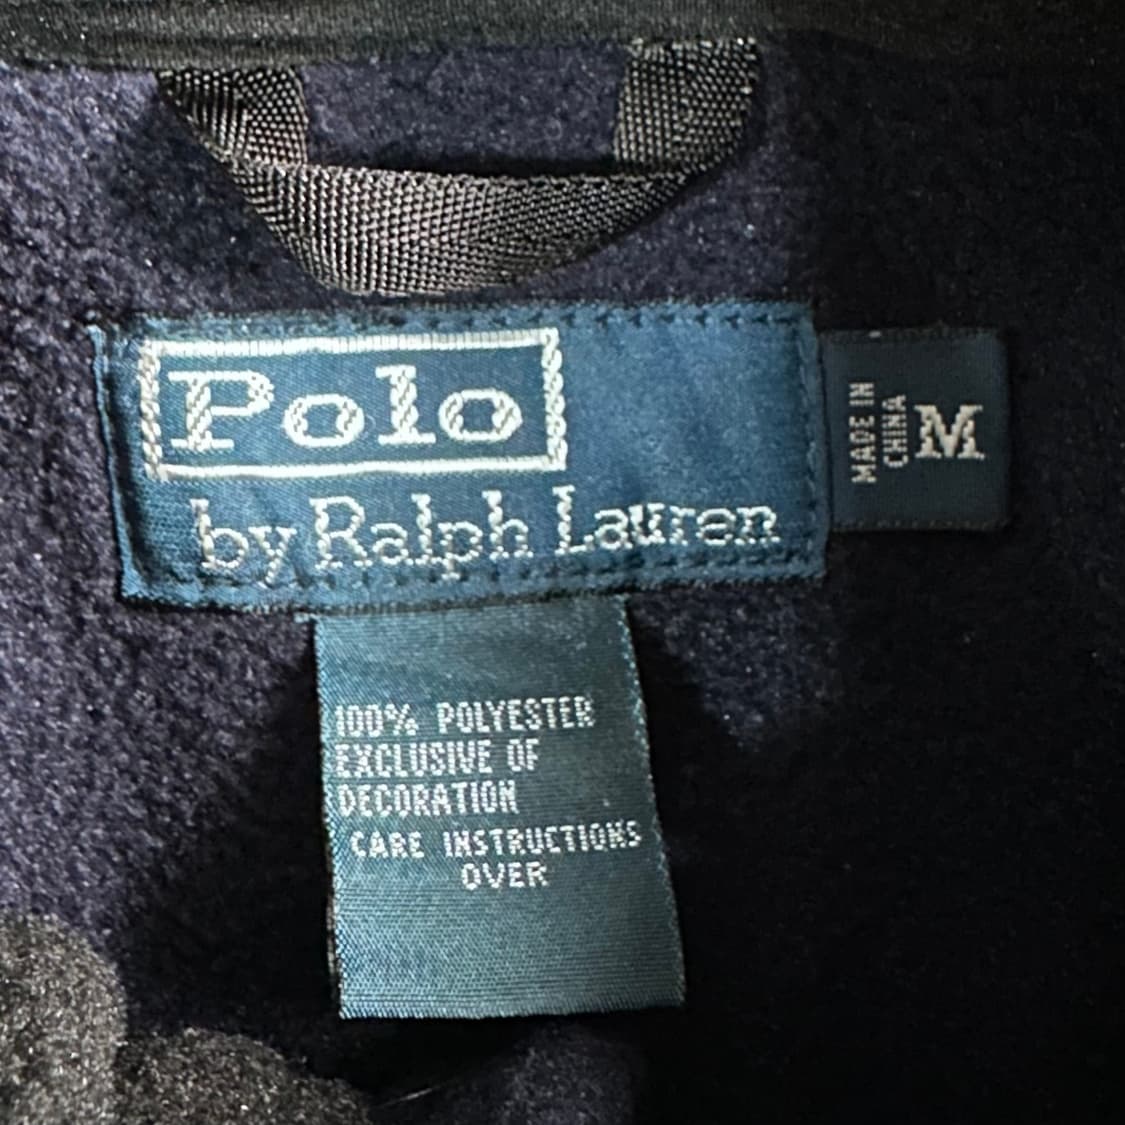 Polo
by Ralph Lauren
MADE IN
CHINA
M
100% POLYESTER
EXCLUSIVE OF
DECORATION
CARE INSTRUCTIONS
OVER